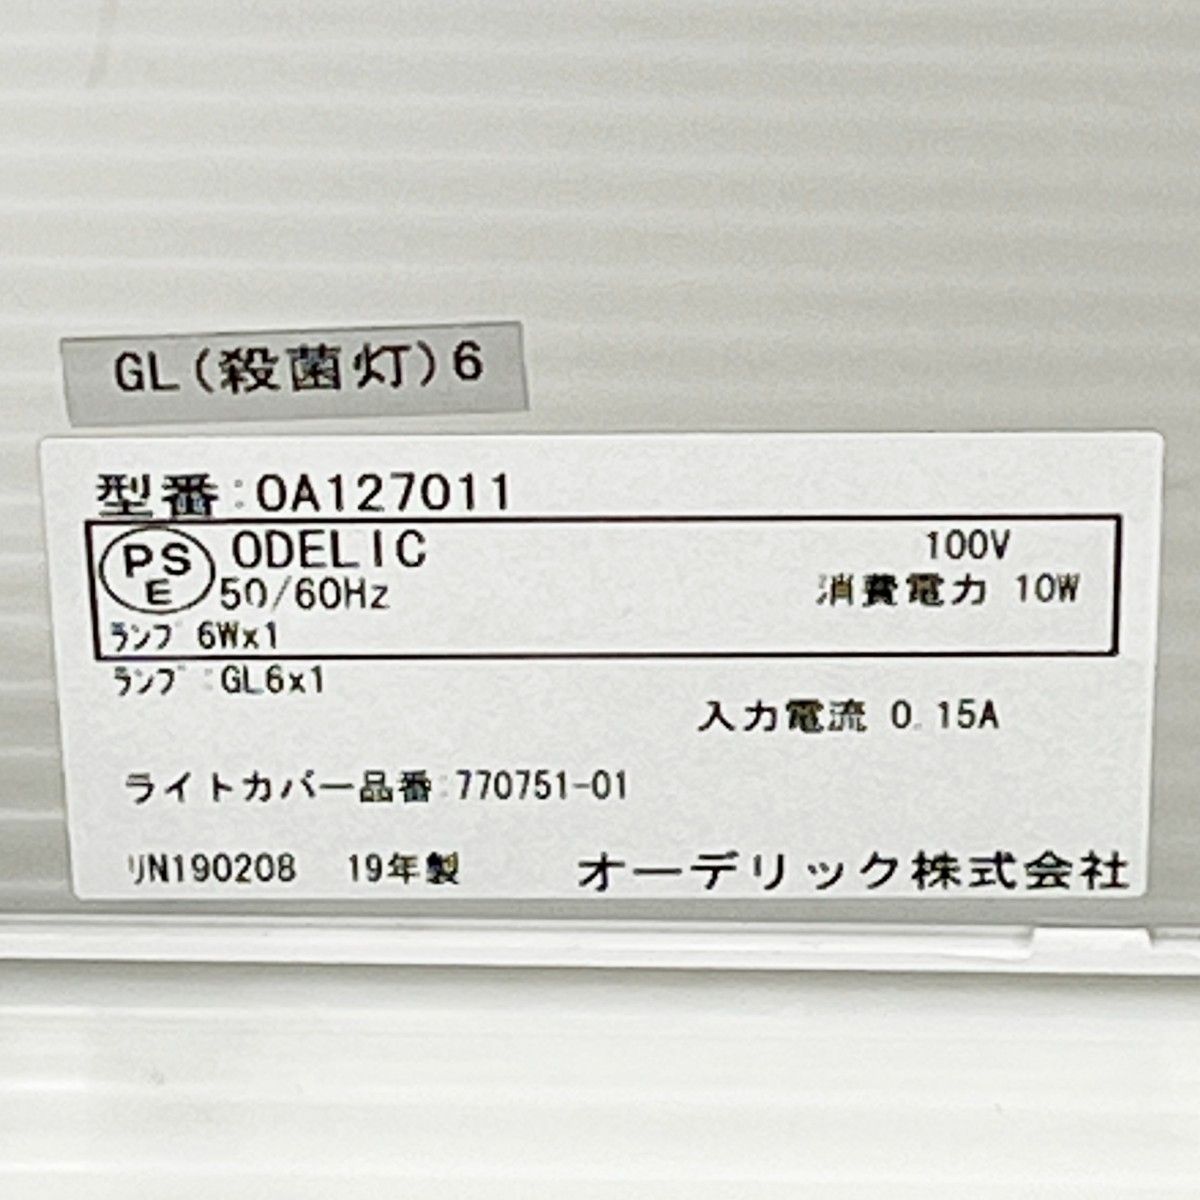 GL(殺菌灯)6
型番:OA127011
PSE ODELIC 100V
50/60Hz 消費電力 10W
ﾗﾝﾌﾟ 6Wx1
ﾗﾝﾌﾟ:GL6x1
入力電流 0.15A
ライトカバー品番:770751-01
IJN190208 19年製 オーデリック株式会社